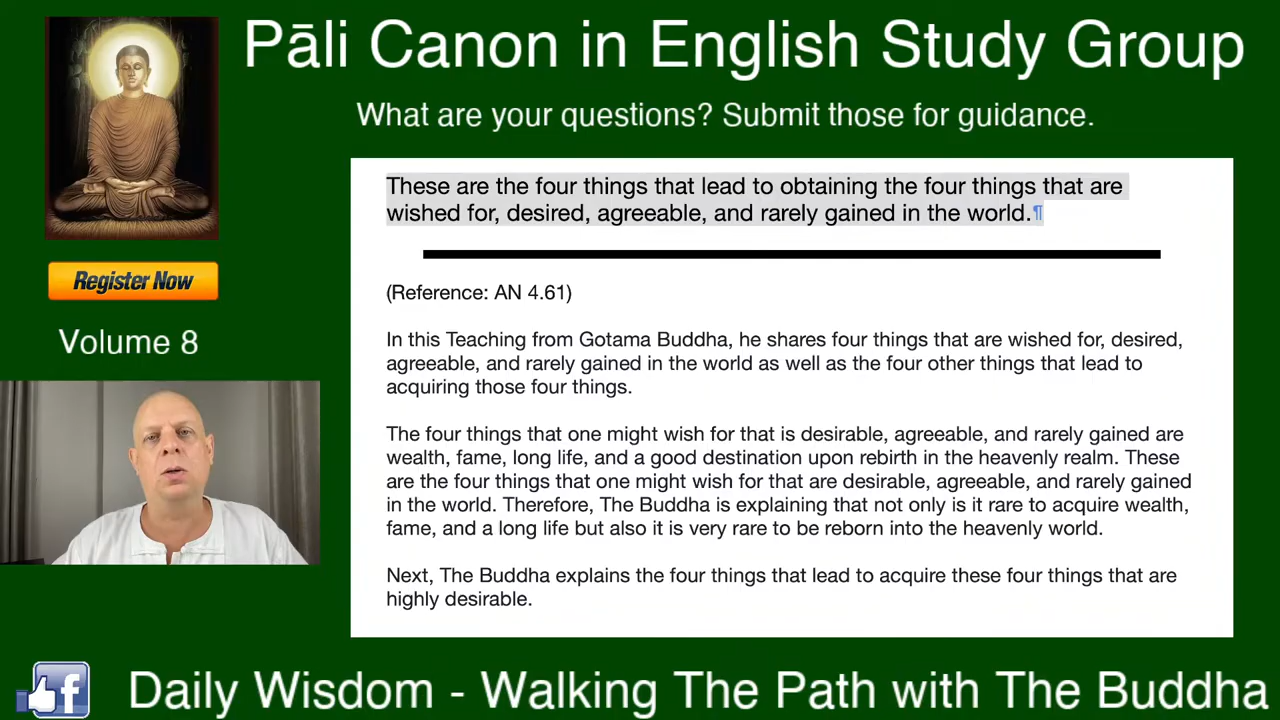 Pāli Canon in English Study Group
What are your questions? Submit those for guidance.
These are the four things that lead to obtaining the four things that are
wished for, desired, agreeable, and rarely gained in the world.¶
(Reference: AN 4.61)
In this Teaching from Gotama Buddha, he shares four things that are wished for, desired,
agreeable, and rarely gained in the world as well as the four other things that lead to
acquiring those four things.
The four things that one might wish for that is desirable, agreeable, and rarely gained are
wealth, fame, long life, and a good destination upon rebirth in the heavenly realm. These
are the four things that one might wish for that are desirable, agreeable, and rarely gained
in the world. Therefore, The Buddha is explaining that not only is it rare to acquire wealth,
fame, and a long life but also it is very rare to be reborn into the heavenly world.
Next, The Buddha explains the four things that lead to acquire these four things that are
highly desirable.
Register Now
Volume 8
f
Daily Wisdom - Walking The Path with The Buddha